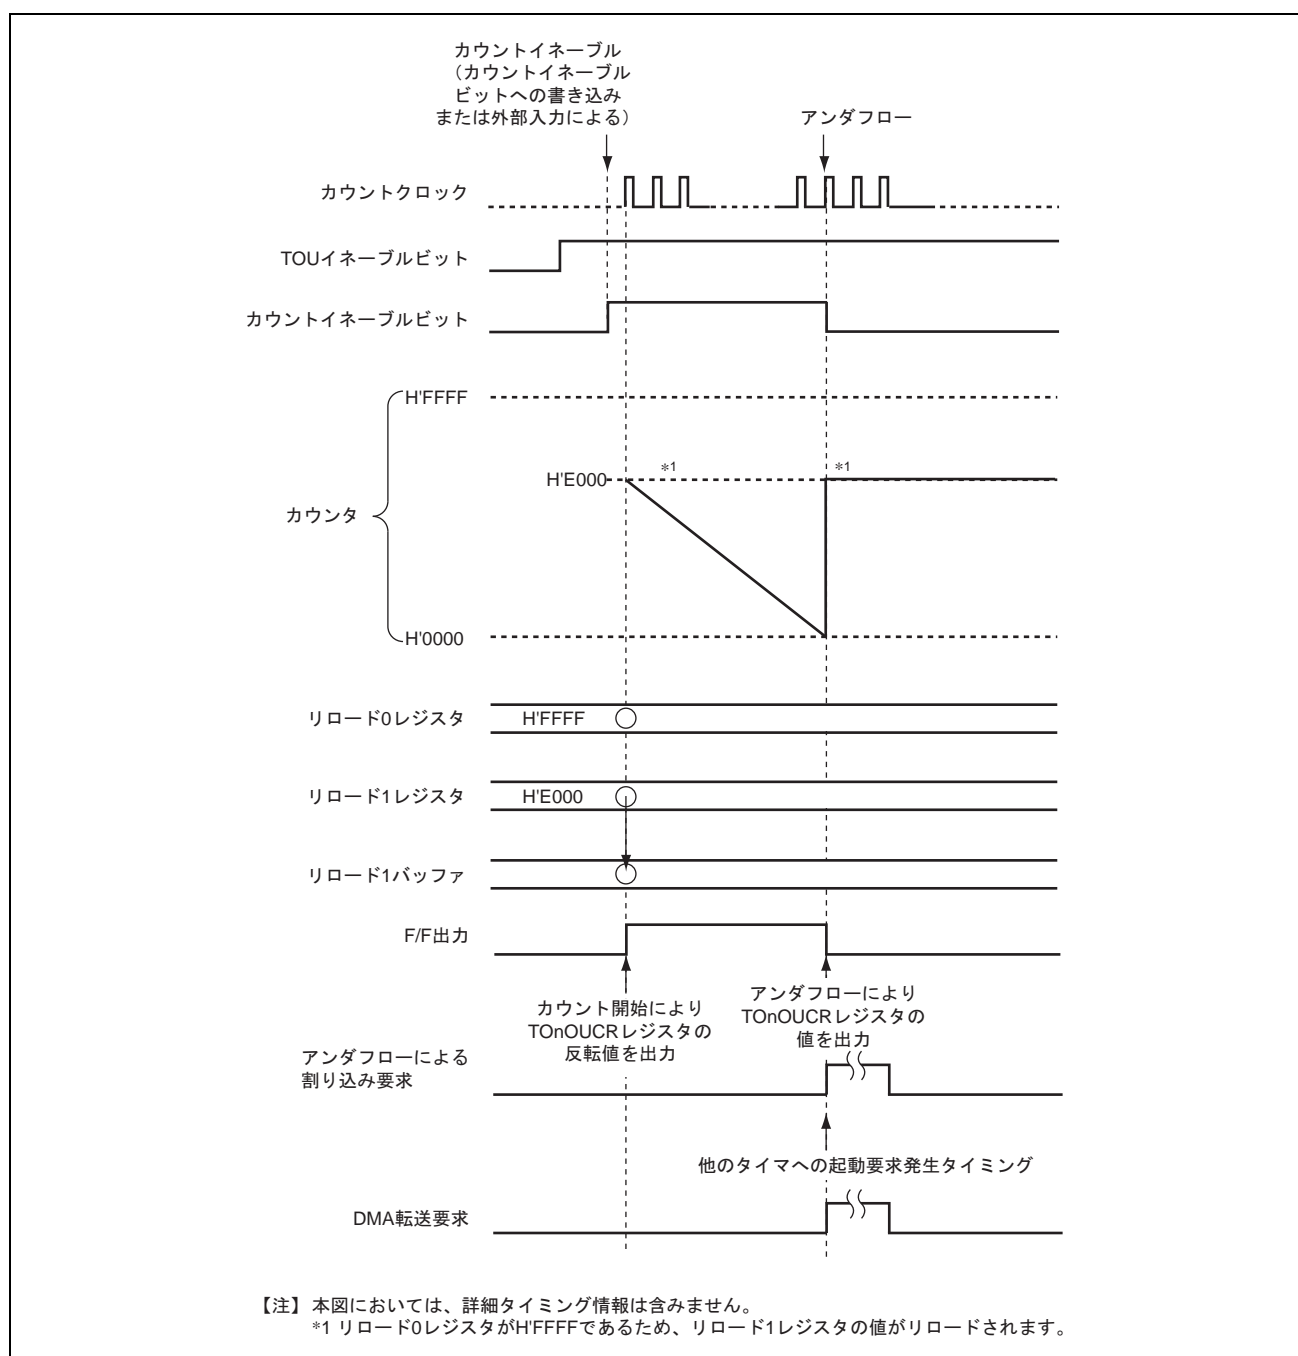 カウントイネーブル
（カウントイネーブル
ビットへの書き込み
または外部入力による）
アンダフロー
カウントクロック
TOUイネーブルビット
カウントイネーブルビット
H'FFFF
H'E000
*1
*1
カウンタ
H'0000
リロード0レジスタ
H'FFFF
リロード1レジスタ
H'E000
リロード1バッファ
F/F出力
カウント開始により
TOnOUCRレジスタの
反転値を出力
アンダフローにより
TOnOUCRレジスタの
値を出力
アンダフローによる
割り込み要求
他のタイマへの起動要求発生タイミング
DMA転送要求
【注】 本図においては、詳細タイミング情報は含みません。
*1 リロード0レジスタがH'FFFFであるため、リロード1レジスタの値がリロードされます。